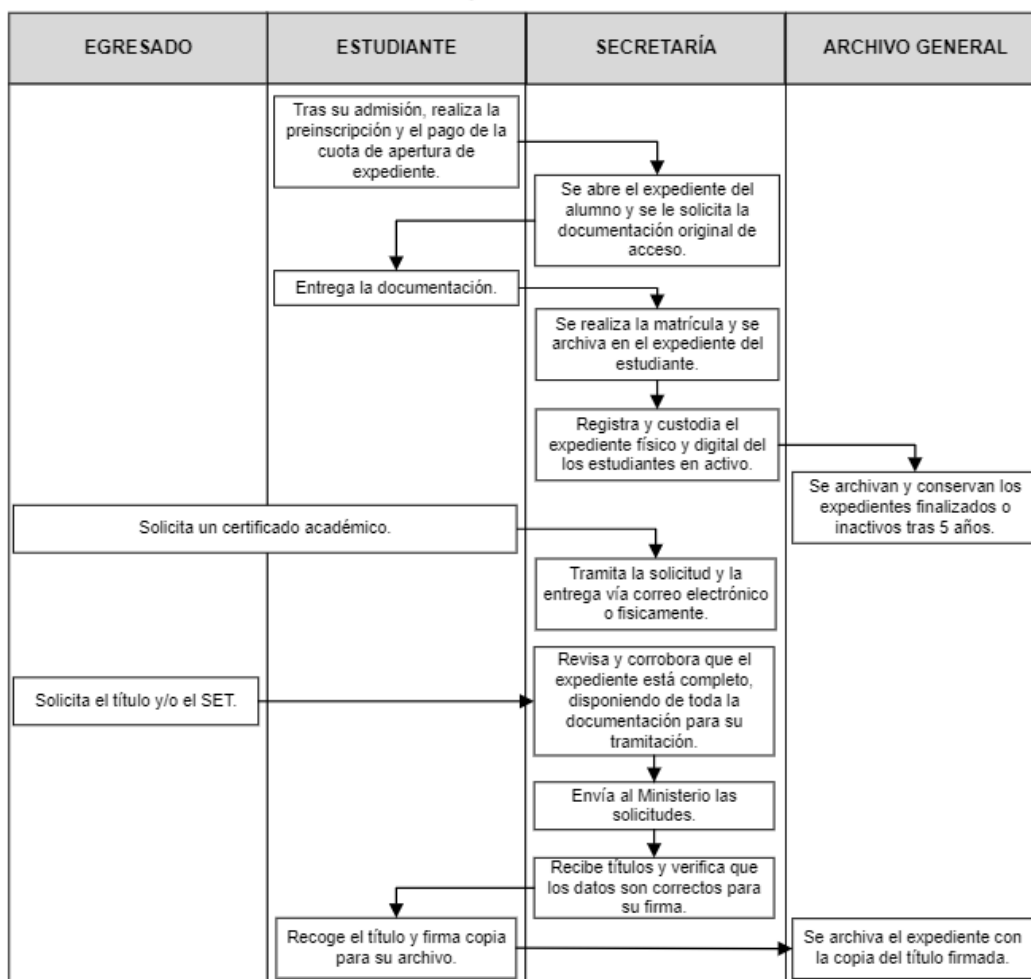 EGRESADO
ESTUDIANTE
SECRETARÍA
ARCHIVO GENERAL
Tras su admisión, realiza la
preinscripción y el pago de la
cuota de apertura de
expediente.
Se abre el expediente del
alumno y se le solicita la
documentación original de
acceso.
Entrega la documentación.
Se realiza la matrícula y se
archiva en el expediente del
estudiante.
Registra y custodia el
expediente físico y digital del
los estudiantes en activo.
Se archivan y conservan los
expedientes finalizados o
inactivos tras 5 años.
Solicita un certificado académico.
Tramita la solicitud y la
entrega vía correo electrónico
o fisicamente.
Revisa y corrobora que el
expediente está completo,
disponiendo de toda la
documentación para su
tramitación.
Solicita el título y/o el SET.
Envía al Ministerio las
solicitudes.
Recibe títulos y verifica que
los datos son correctos para
su firma.
Recoge el título y firma copia
para su archivo.
Se archiva el expediente con
la copia del título firmada.